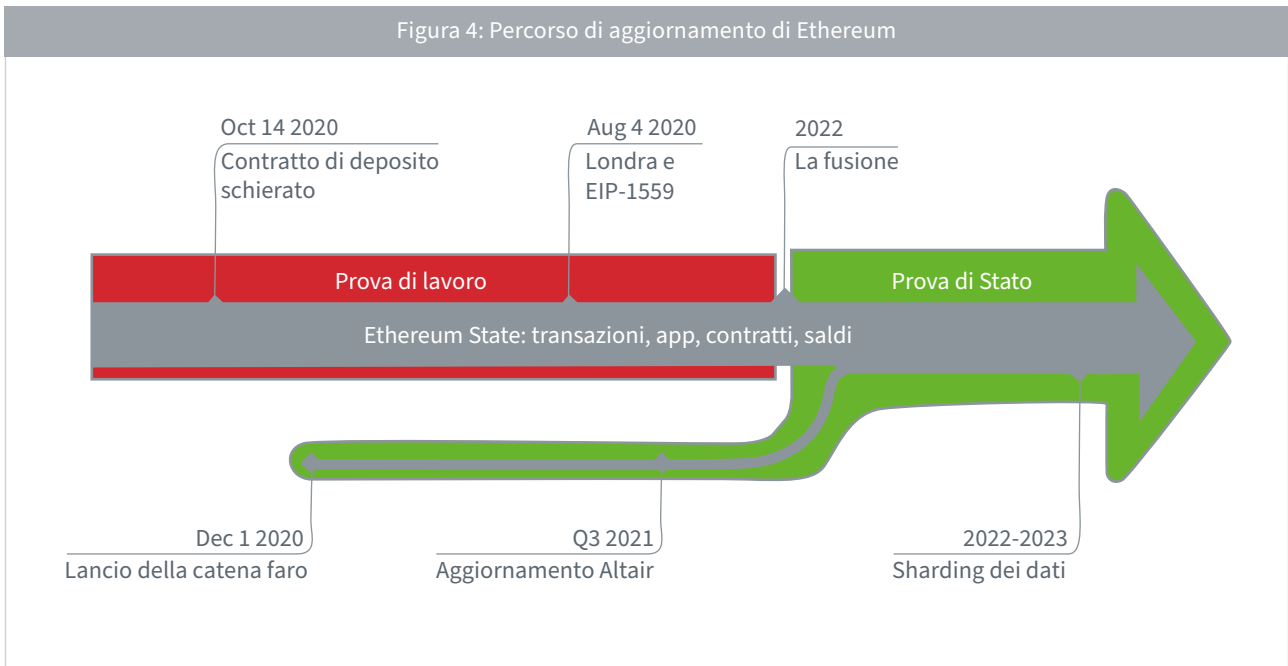 Figura 4: Percorso di aggiornamento di Ethereum
Oct 14 2020
Contratto di deposito
schierato
Aug 4 2020
Londra e
EIP-1559
2022
La fusione
Prova di lavoro
Prova di Stato
Ethereum State: transazioni, app, contratti, saldi
Dec 1 2020
Lancio della catena faro
Q3 2021
Aggiornamento Altair
2022-2023
Sharding dei dati